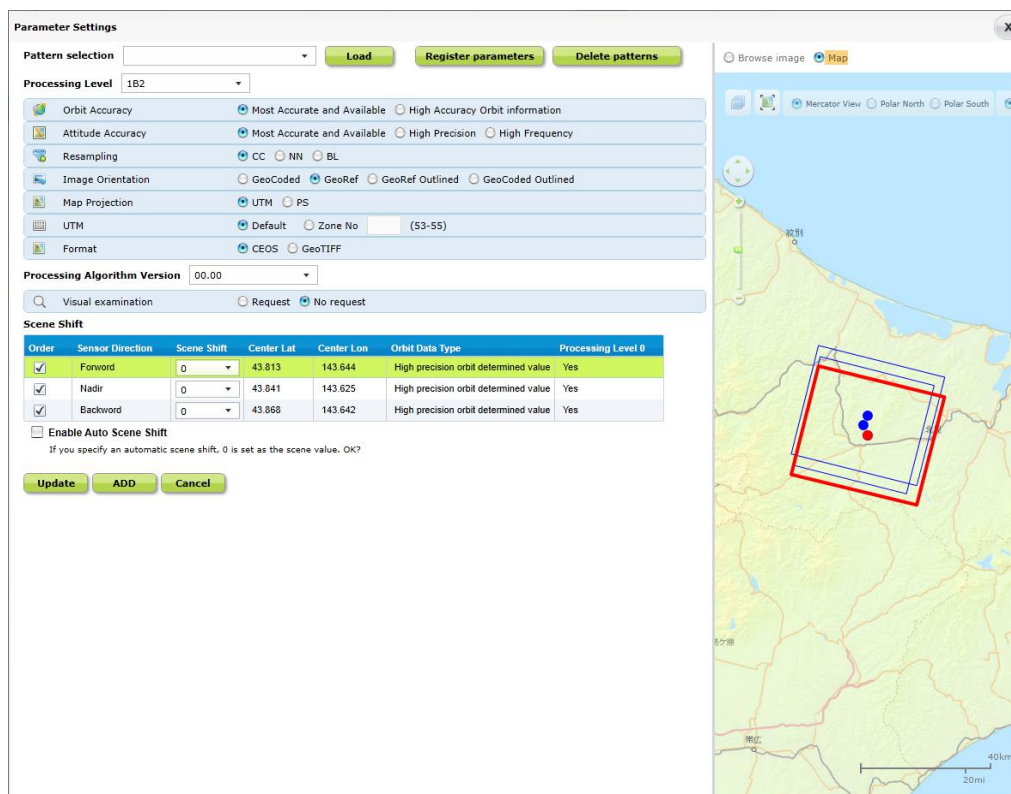 Parameter Settings
X
Pattern selection Load Register parameters Delete patterns
Processing Level 1B2
Orbit Accuracy Most Accurate and Available High Accuracy Orbit information
Attitude Accuracy Most Accurate and Available High Precision High Frequency
Resampling CC NN BL
Image Orientation GeoCoded GeoRef GeoRef Outlined GeoCoded Outlined
Map Projection UTM PS
UTM Default Zone No (53-55)
Format CEOS GeoTIFF
Processing Algorithm Version 00.00
Visual examination Request No request
Scene Shift
Order Sensor Direction Scene Shift Center Lat Center Lon Orbit Data Type Processing Level 0
Forword 0 43.813 143.644 High precision orbit determined value Yes
Nadir 0 43.841 143.625 High precision orbit determined value Yes
Backword 0 43.868 143.642 High precision orbit determined value Yes
Enable Auto Scene Shift
If you specify an automatic scene shift, 0 is set as the scene value. OK?
Update ADD Cancel
Browse image Map
Mercator View Polar North Polar South
紋別
帯広
40km
20mi